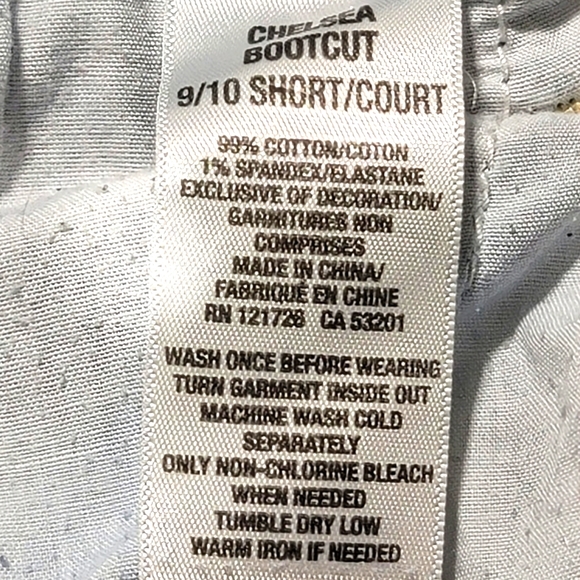 CHELSEA
BOOTCUT
9/10 SHORT/COURT
99% COTTON/COTON
1% SPANDEX/ELASTANE
EXCLUSIVE OF DECORATION/
GARNITURES NON
COMPRISES
MADE IN CHINA/
FABRIQUÉ EN CHINE
RN 121726 CA 53201
WASH ONCE BEFORE WEARING
TURN GARMENT INSIDE OUT
MACHINE WASH COLD
SEPARATELY
ONLY NON-CHLORINE BLEACH
WHEN NEEDED
TUMBLE DRY LOW
WARM IRON IF NEEDED